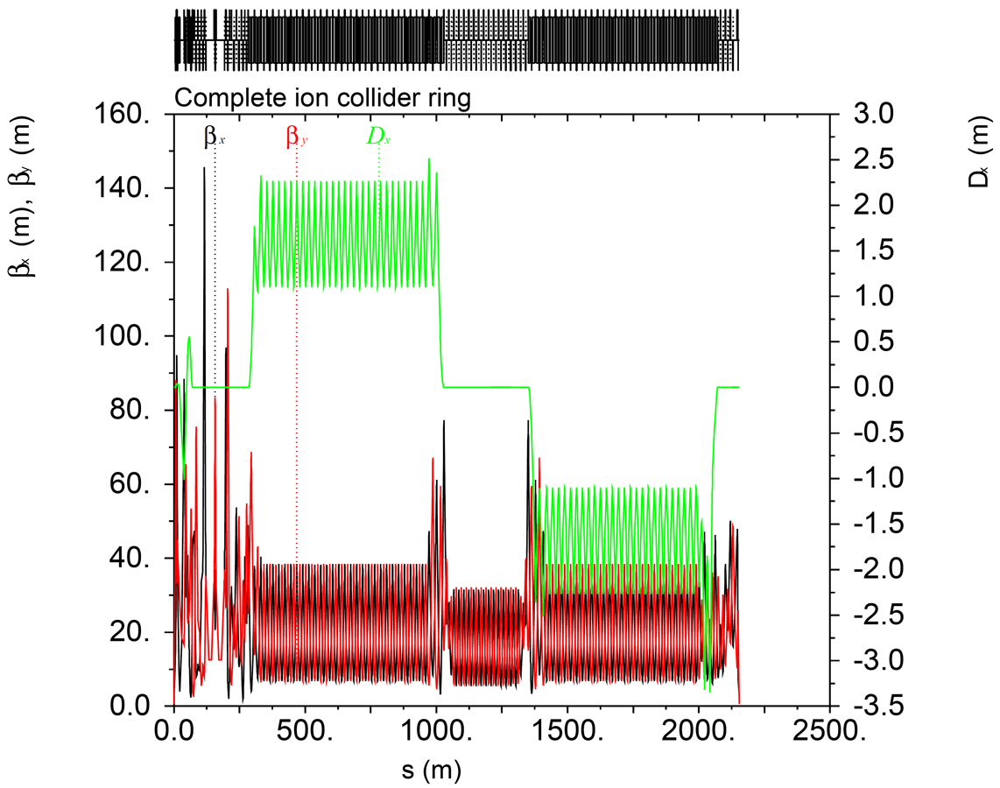 Complete ion collider ring
βx (m), βy (m)
160.
140.
120.
100.
80.
60.
40.
20.
0.0
βx
βy
Dx
3.0
2.5
2.0
1.5
1.0
0.5
0.0
-0.5
-1.0
-1.5
-2.0
-2.5
-3.0
-3.5
Dx (m)
0. 500. 1000. 1500. 2000. 2500.
s (m)